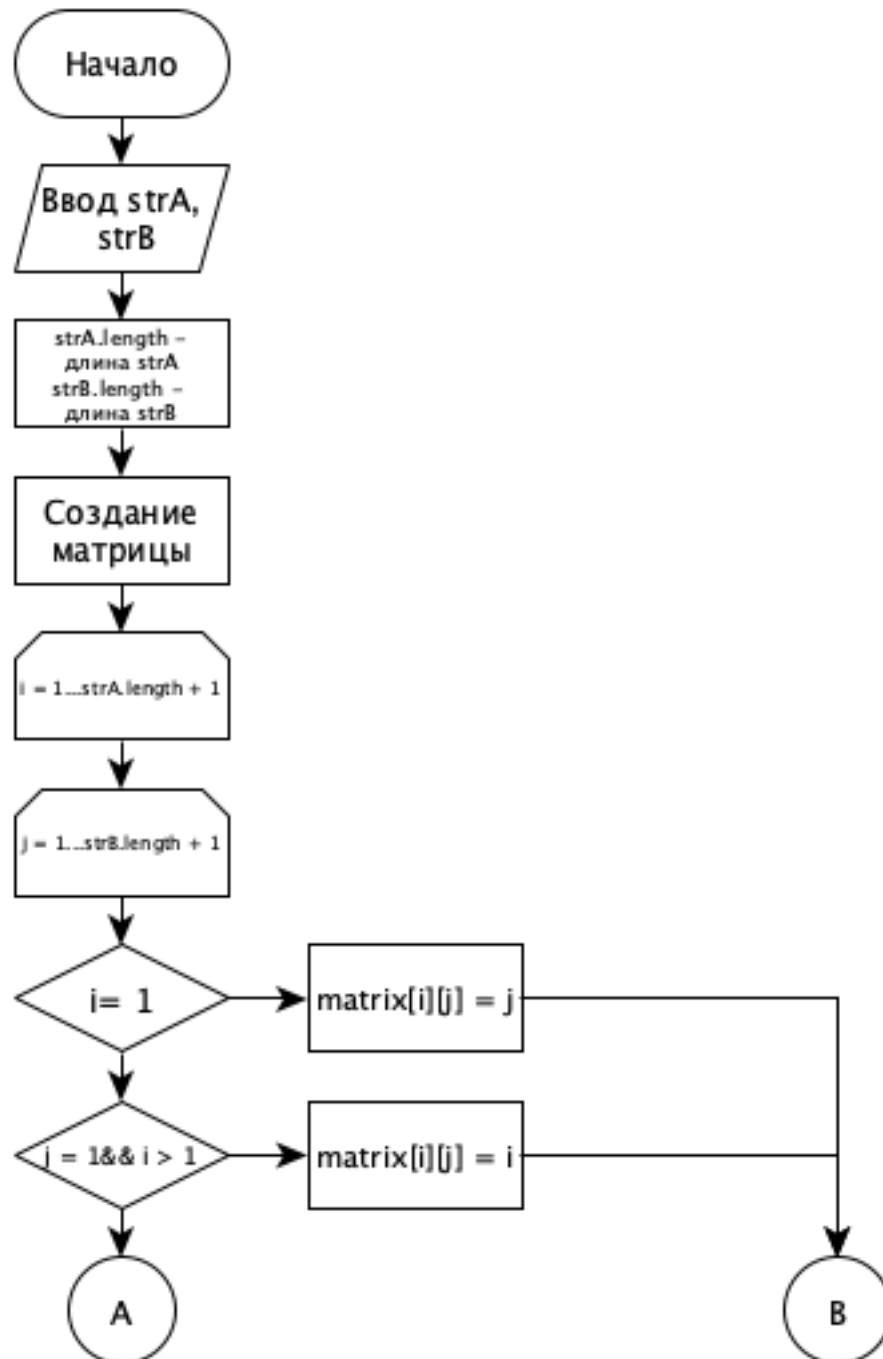 Начало
Ввод strA,
strB
strA.length –
длина strA
strB.length –
длина strB
Создание
матрицы
i = 1...strA.length + 1
j = 1...strB.length + 1
i= 1
matrix[i][j] = j
j = 1&& i > 1
matrix[i][j] = i
A
B